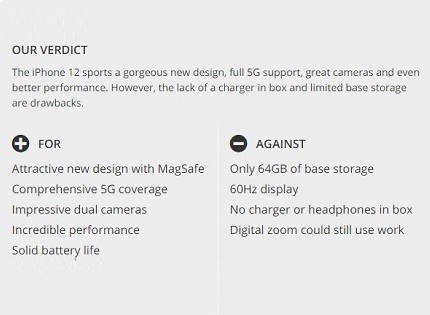 OUR VERDICT
The iPhone 12 sports a gorgeous new design, full 5G support, great cameras and even
better performance. However, the lack of a charger in box and limited base storage
are drawbacks.
FOR
Attractive new design with MagSafe
Comprehensive 5G coverage
Impressive dual cameras
Incredible performance
Solid battery life
AGAINST
Only 64GB of base storage
60Hz display
No charger or headphones in box
Digital zoom could still use work